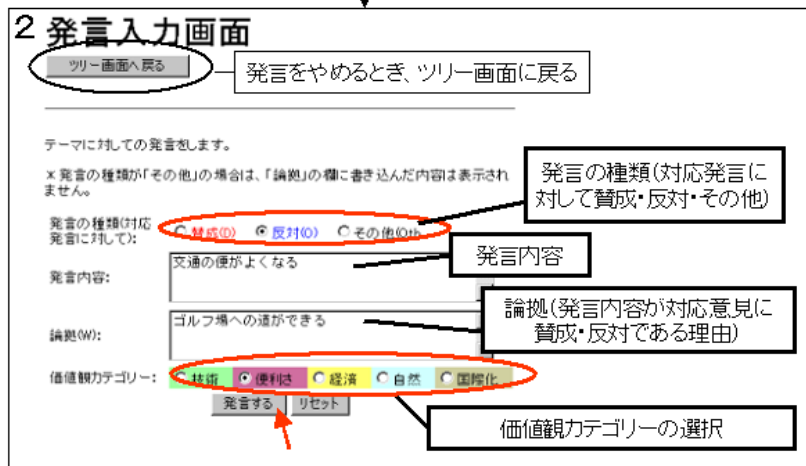 2 発言入力画面
ツリー画面へ戻る
発言をやめるとき、ツリー画面に戻る
テーマに対しての発言をします。
× 発言の種類が「その他」の場合は、「論拠」の欄に書き込んだ内容は表示され
ません。
発言の種類(対応発言に
対して賛成・反対・その他)
発言の種類(対応
発言に対して):
賛成(D) 反対(O) その他(Oth
発言内容
発言内容:
交通の便がよくなる
論拠(発言内容が対応意見に
賛成・反対である理由)
論拠(W):
ゴルフ場への道ができる
価値観カテゴリー:
技術 便利さ 経済 自然 国際化
発言する リセット
価値観カテゴリーの選択